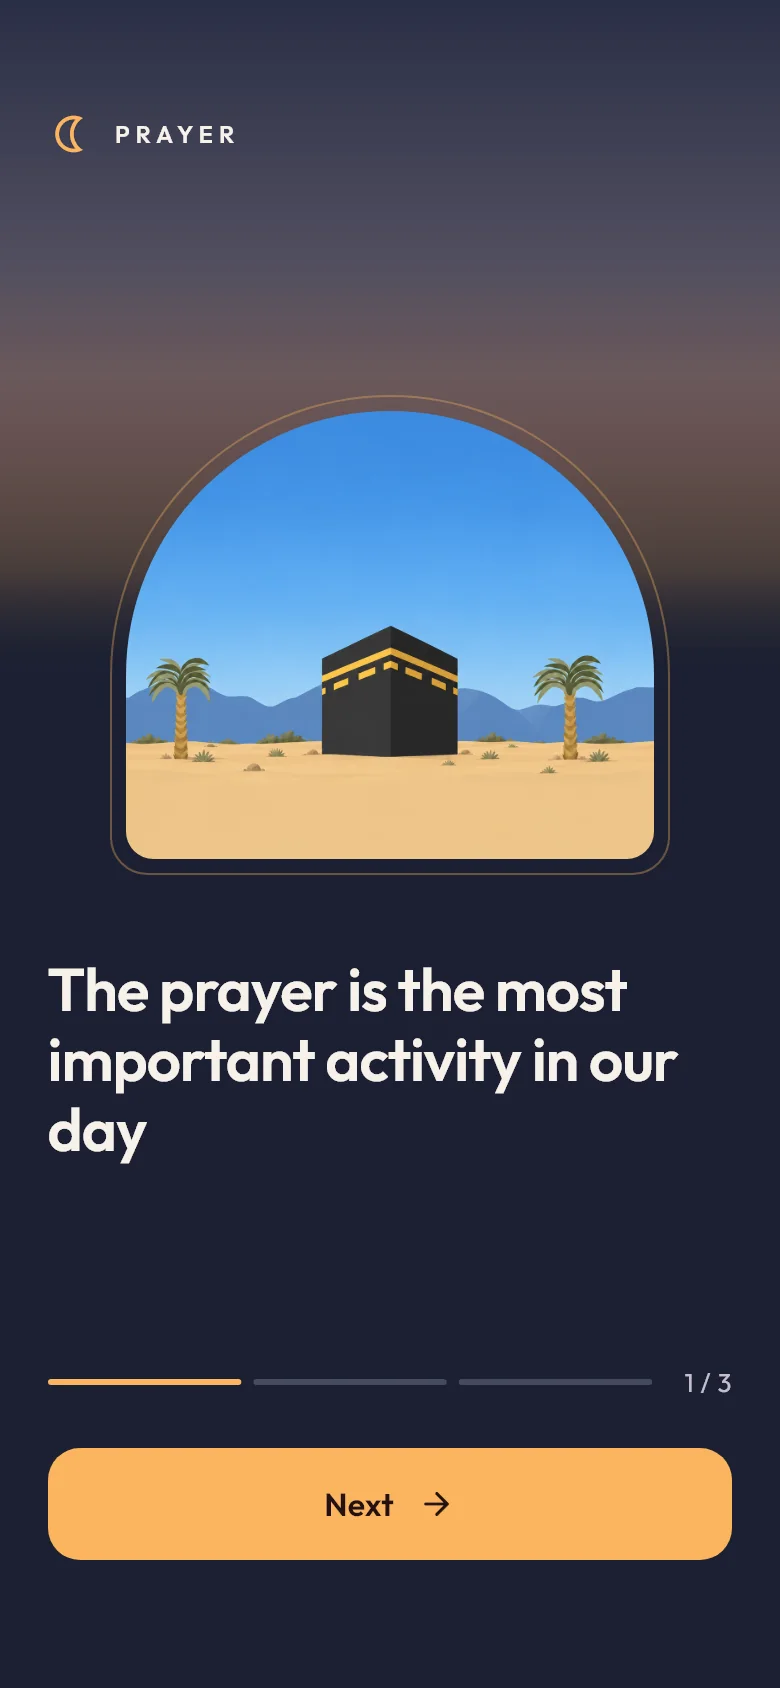 PRAYER
The prayer is the most
important activity in our
day
1 / 3
Next